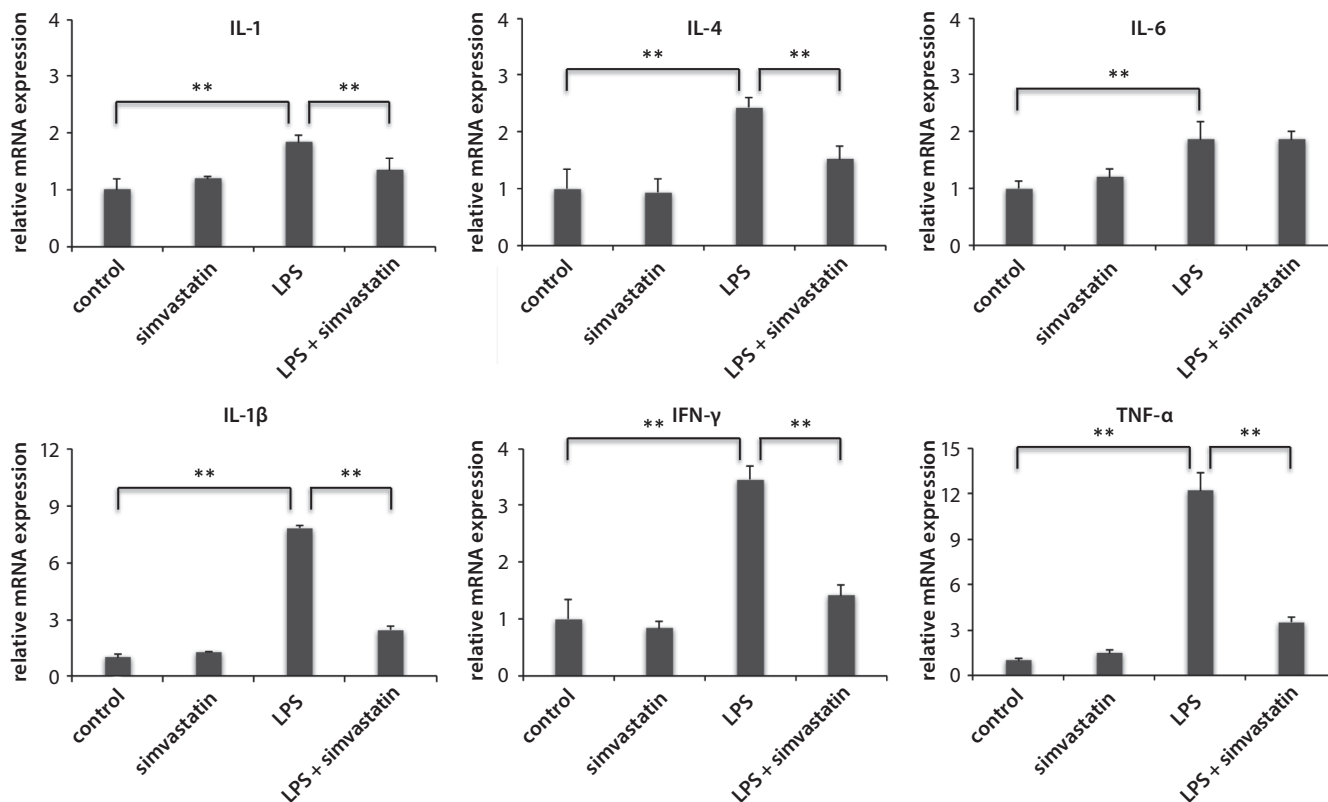 IL-1
relative mRNA expression
4
3
2
1
0
**
**
control
simvastatin
LPS
LPS + simvastatin
IL-4
relative mRNA expression
4
3
2
1
0
**
**
control
simvastatin
LPS
LPS + simvastatin
IL-6
relative mRNA expression
4
3
2
1
0
**
control
simvastatin
LPS
LPS + simvastatin
IL-1β
relative mRNA expression
12
9
6
3
0
**
**
control
simvastatin
LPS
LPS + simvastatin
IFN-γ
relative mRNA expression
4
3
2
1
0
**
**
control
simvastatin
LPS
LPS + simvastatin
TNF-α
relative mRNA expression
15
12
9
6
3
0
**
**
control
simvastatin
LPS
LPS + simvastatin